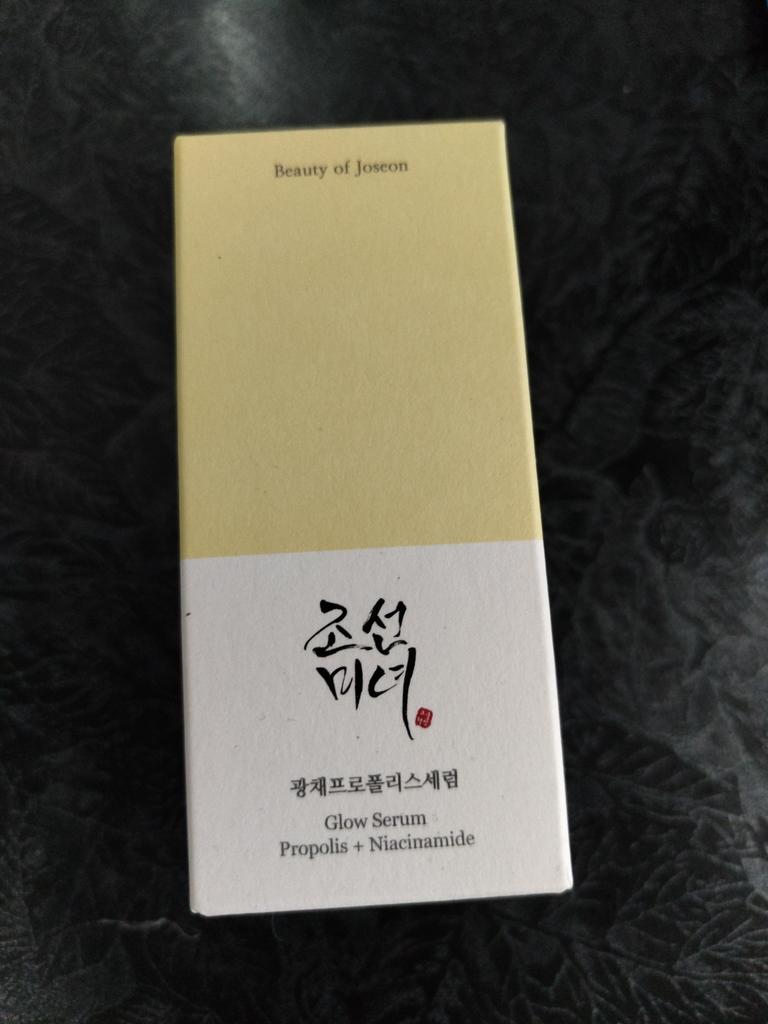 Beauty of Joseon
조선
미녀
광채프로폴리스세럼
Glow Serum
Propolis + Niacinamide